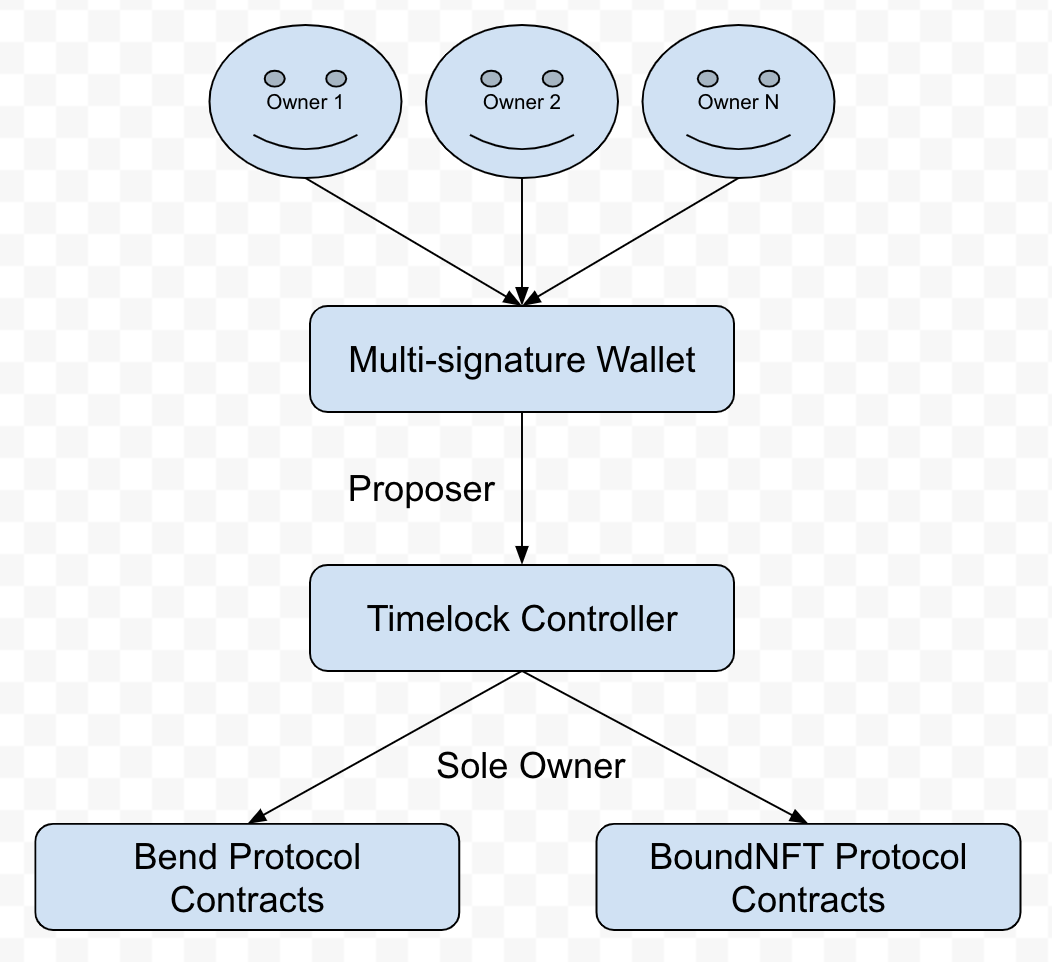 Owner 1
Owner 2
Owner N
Multi-signature Wallet
Proposer
Timelock Controller
Sole Owner
Bend Protocol
Contracts
BoundNFT Protocol
Contracts